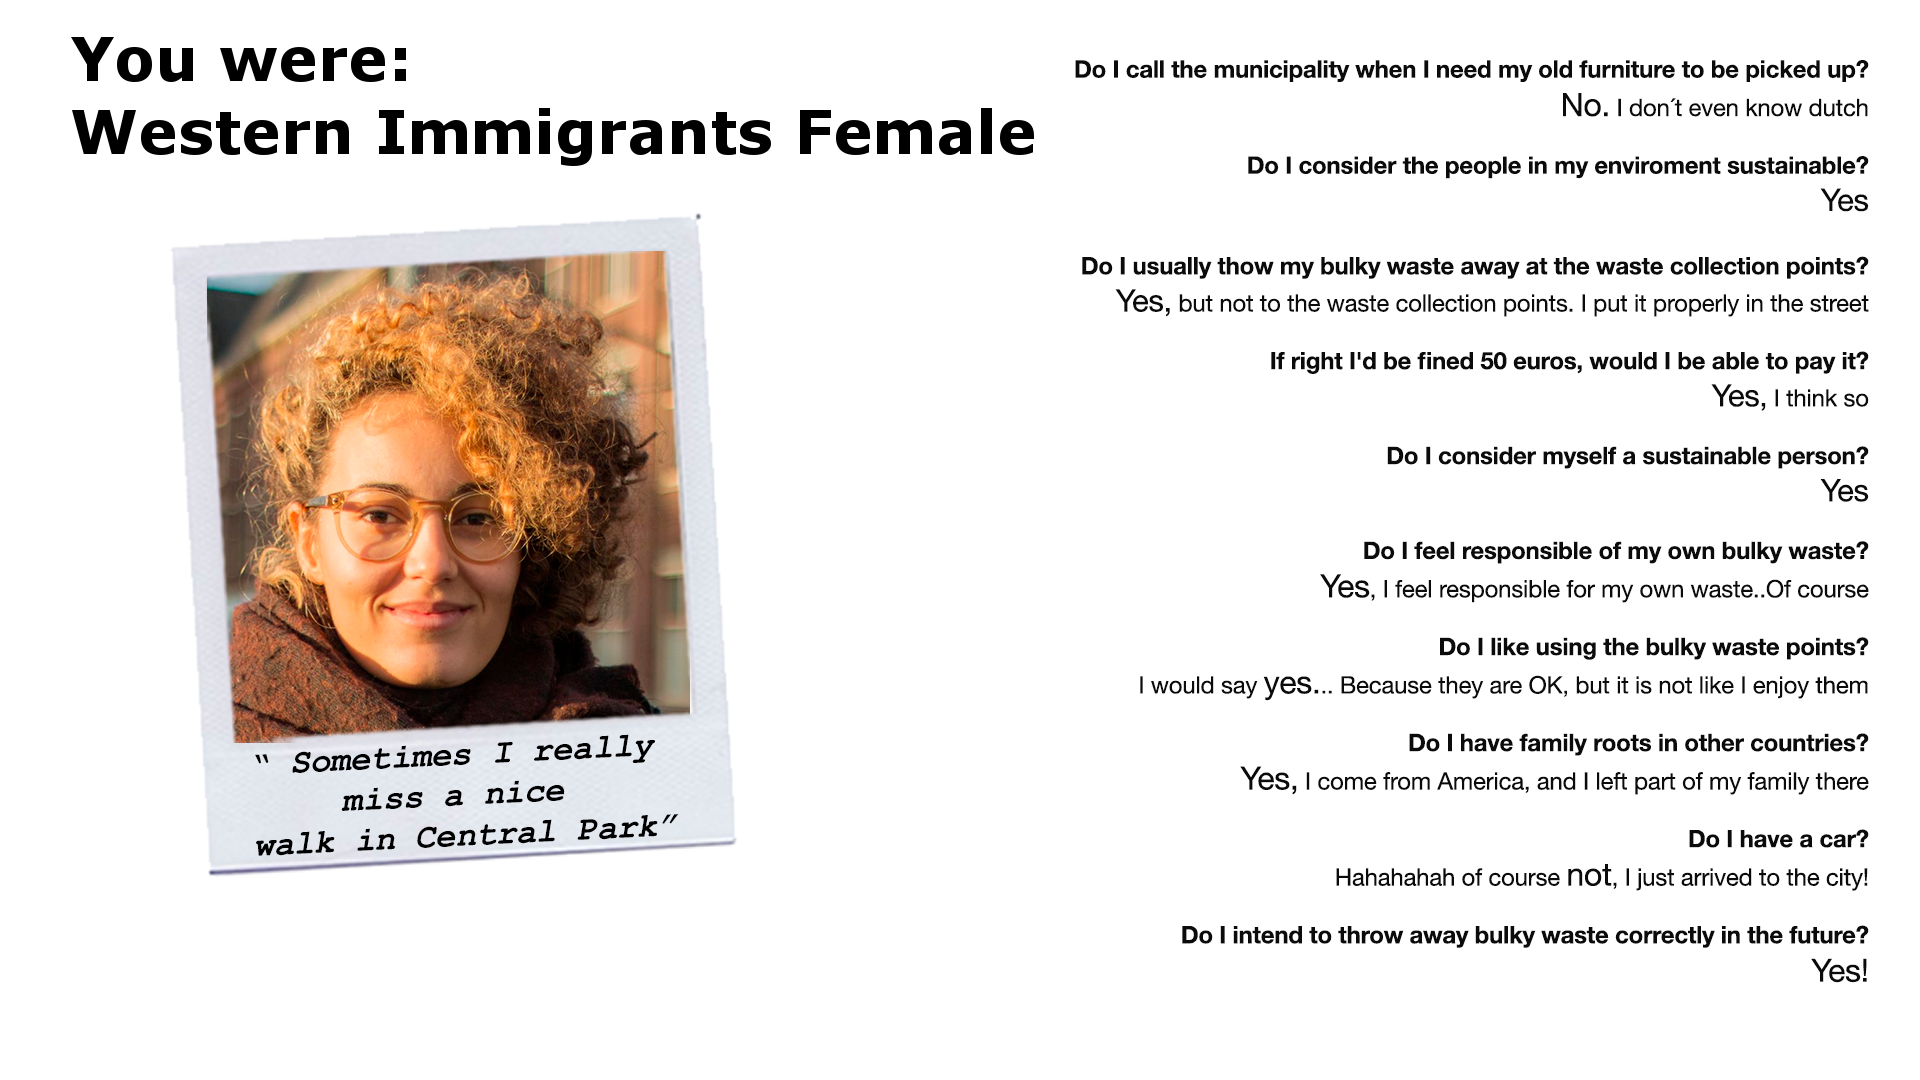 You were:
Western Immigrants Female
“ Sometimes I really
miss a nice
walk in Central Park”
Do I call the municipality when I need my old furniture to be picked up?
No. I don´t even know dutch
Do I consider the people in my enviroment sustainable?
Yes
Do I usually thow my bulky waste away at the waste collection points?
Yes, but not to the waste collection points. I put it properly in the street
If right I'd be fined 50 euros, would I be able to pay it?
Yes, I think so
Do I consider myself a sustainable person?
Yes
Do I feel responsible of my own bulky waste?
Yes, I feel responsible for my own waste..Of course
Do I like using the bulky waste points?
I would say yes... Because they are OK, but it is not like I enjoy them
Do I have family roots in other countries?
Yes, I come from America, and I left part of my family there
Do I have a car?
Hahahahah of course not, I just arrived to the city!
Do I intend to throw away bulky waste correctly in the future?
Yes!